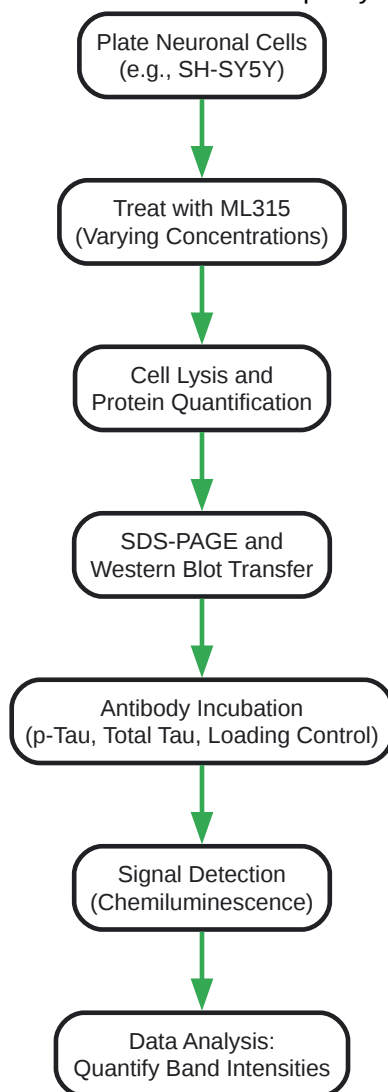 Plate Neuronal Cells
(e.g., SH-SY5Y)
Treat with ML315
(Varying Concentrations)
Cell Lysis and
Protein Quantification
SDS-PAGE and
Western Blot Transfer
Antibody Incubation
(p-Tau, Total Tau, Loading Control)
Signal Detection
(Chemiluminescence)
Data Analysis:
Quantify Band Intensities